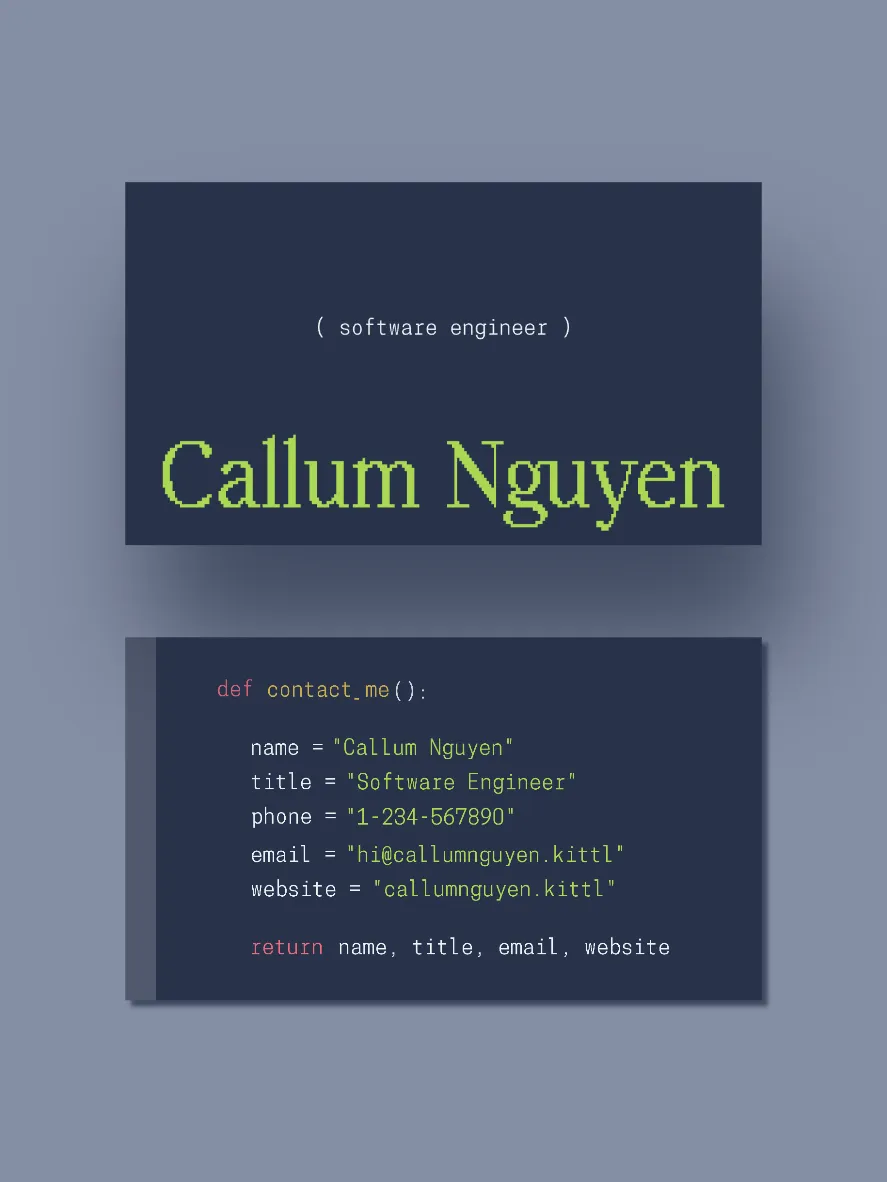 ( software engineer )
Callum Nguyen
def contact_me():
name = "Callum Nguyen"
title = "Software Engineer"
phone = "1-234-567890"
email = "hi@callumnguyen.kittl"
website = "callumnguyen.kittl"
return name, title, email, website